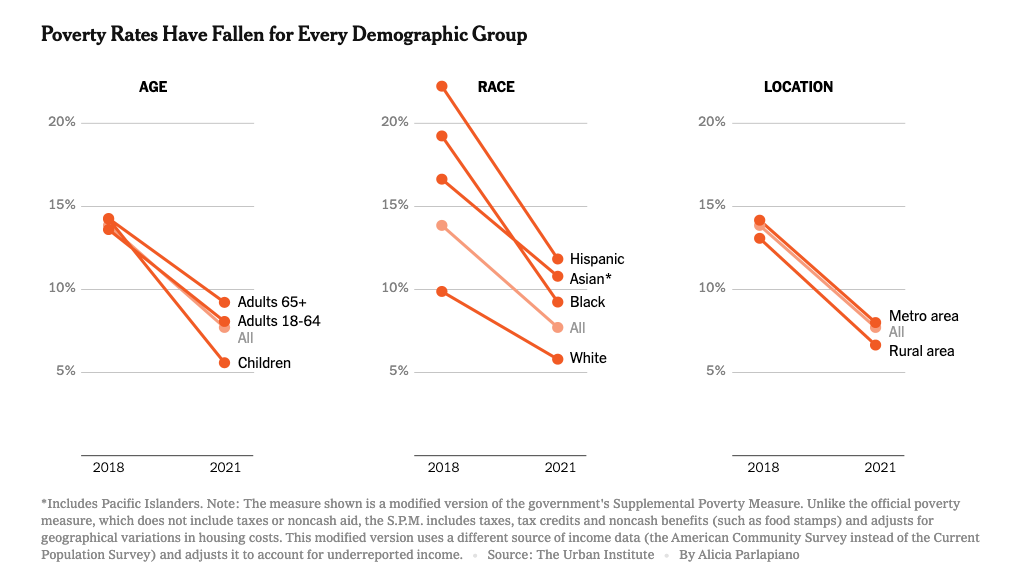 Poverty Rates Have Fallen for Every Demographic Group
AGE
20%
15%
10%
5%
Adults 65+
Adults 18-64
All
Children
2018
2021
RACE
20%
15%
10%
5%
Hispanic
Asian*
Black
All
White
2018
2021
LOCATION
20%
15%
10%
5%
Metro area
All
Rural area
2018
2021
*Includes Pacific Islanders. Note: The measure shown is a modified version of the government's Supplemental Poverty Measure. Unlike the official poverty
measure, which does not include taxes or noncash aid, the S.P.M. includes taxes, tax credits and noncash benefits (such as food stamps) and adjusts for
geographical variations in housing costs. This modified version uses a different source of income data (the American Community Survey instead of the Current
Population Survey) and adjusts it to account for underreported income. • Source: The Urban Institute • By Alicia Parlapiano